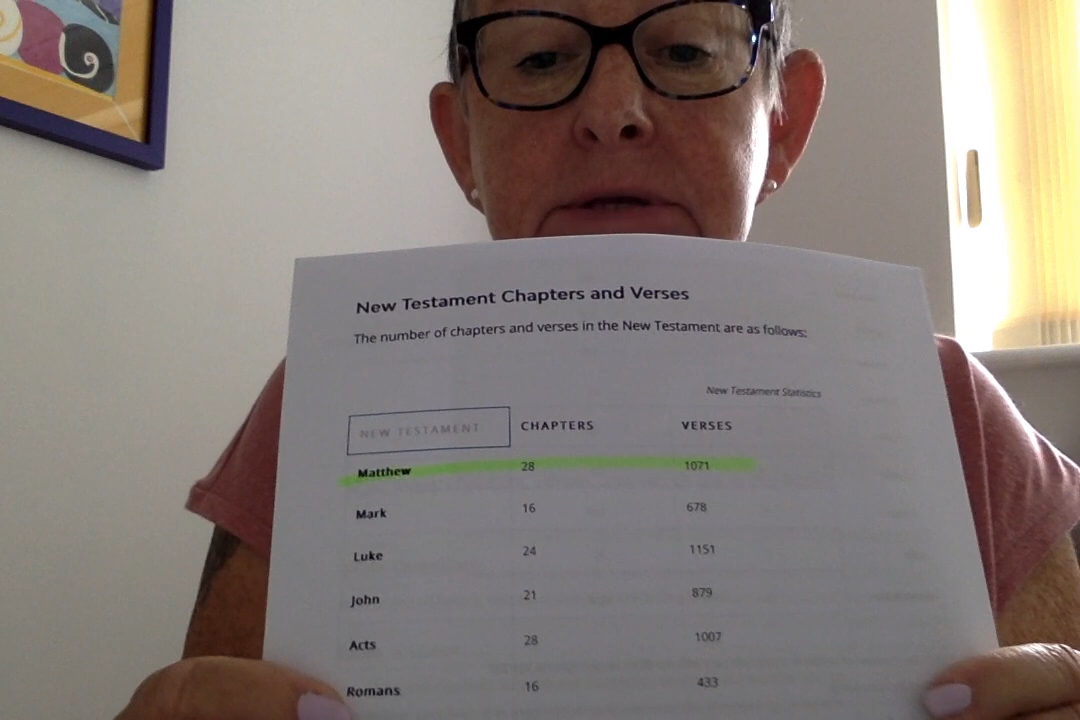 New Testament Chapters and Verses
The number of chapters and verses in the New Testament are as follows:
New Testament Statistics
NEW TESTAMENT CHAPTERS VERSES
Matthew 28 1071
Mark 16 678
Luke 24 1151
John 21 879
Acts 28 1007
Romans 16 433